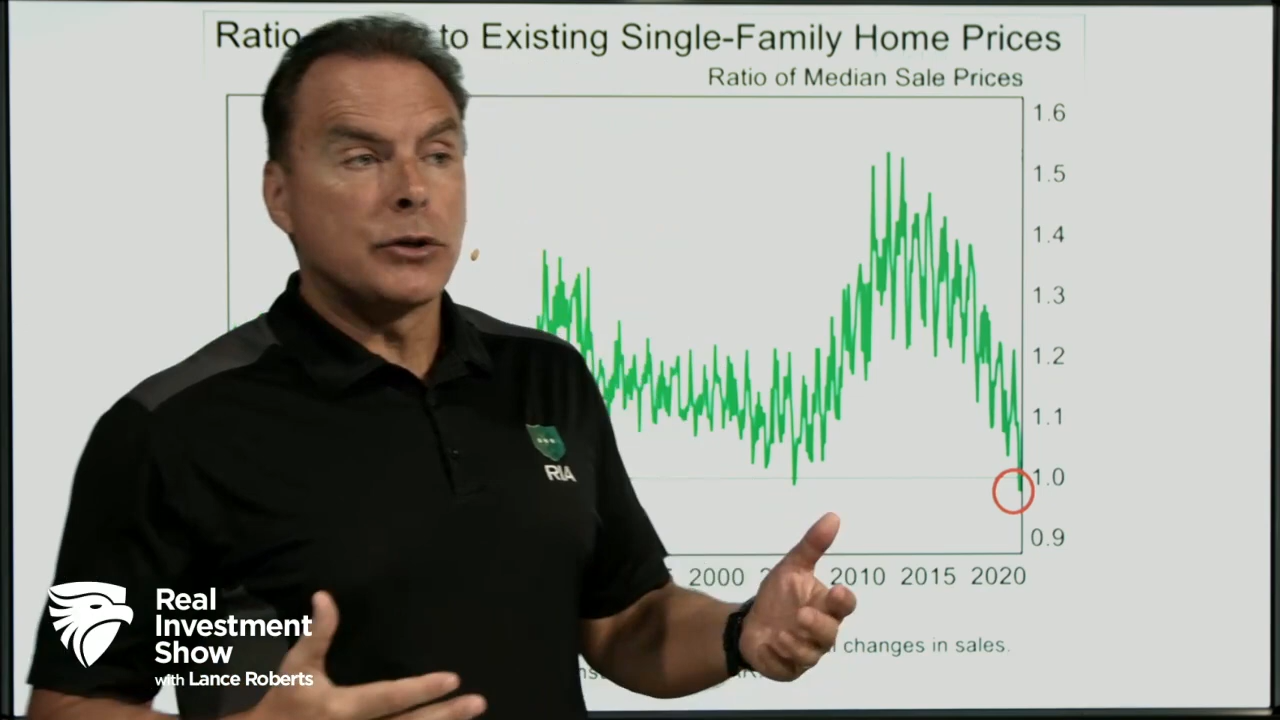 Ratio to Existing Single-Family Home Prices
Ratio of Median Sale Prices
1.6
1.5
1.4
1.3
1.2
1.1
1.0
0.9
2000 2010 2015 2020
changes in sales.
RIA
Real
Investment
Show
with Lance Roberts